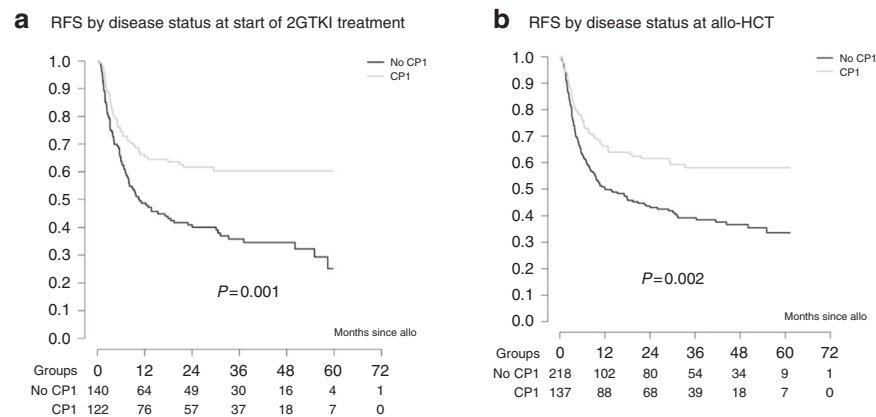 a RFS by disease status at start of 2GTKI treatment
1.0
0.9
0.8
0.7
0.6
0.5
0.4
0.3
0.2
0.1
0.0
No CP1
CP1
P=0.001
Months since allo
Groups 0 12 24 36 48 60 72
No CP1 140 64 49 30 16 4 1
CP1 122 76 57 37 18 7 0
b RFS by disease status at allo-HCT
1.0
0.9
0.8
0.7
0.6
0.5
0.4
0.3
0.2
0.1
0.0
No CP1
CP1
P=0.002
Months since allo
Groups 0 12 24 36 48 60 72
No CP1 218 102 80 54 34 9 1
CP1 137 88 68 39 18 7 0